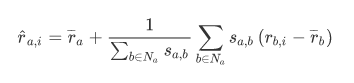 $\hat{r}_{a,i} = \bar{r}_a + \frac{1}{\sum_{b \in N_a} s_{a,b}} \sum_{b \in N_a} s_{a,b} \left( r_{b,i} - \bar{r}_b \right)$